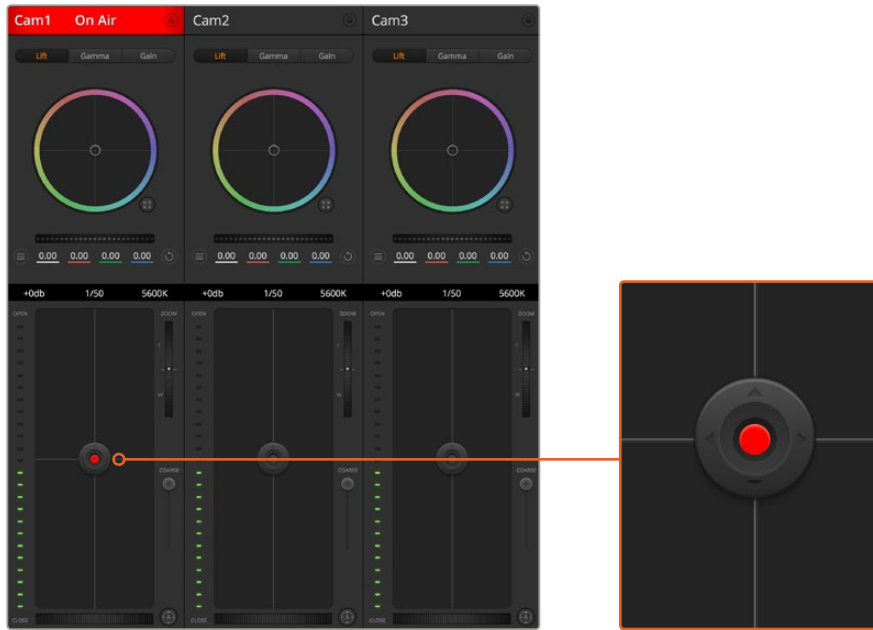 Cam1 On Air Cam2 Cam3
Lift Gamma Gain Lift Gamma Gain Lift Gamma Gain
0.00 0.00 0.00 0.00 0.00 0.00 0.00 0.00 0.00 0.00 0.00 0.00
+0db 1/50 5600K +0db 1/50 5600K +0db 1/50 5600K
OPEN ZOOM OPEN ZOOM OPEN ZOOM
T T T
W W W
COARSE COARSE COARSE
CLOSE CLOSE CLOSE